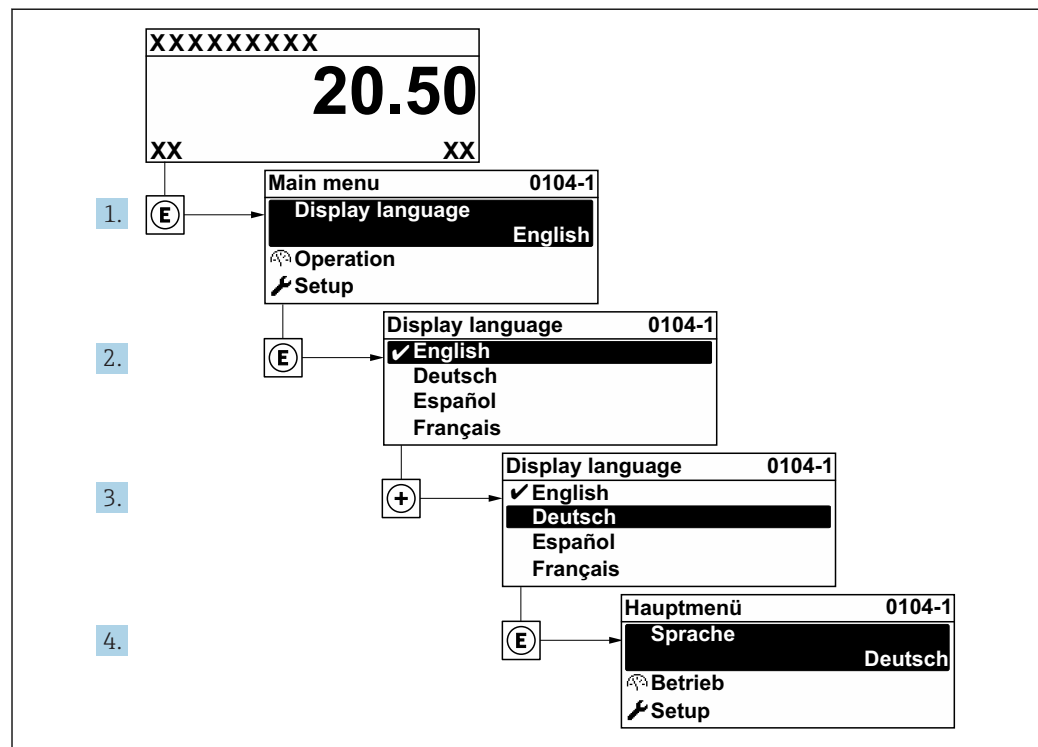 XXXXXXXXX
20.50
XX XX
1. E
Main menu 0104-1
Display language
English
Operation
Setup
2. E
Display language 0104-1
✔English
Deutsch
Español
Français
3. +
Display language 0104-1
✔English
Deutsch
Español
Français
4. E
Hauptmenü 0104-1
Sprache
Deutsch
Betrieb
Setup